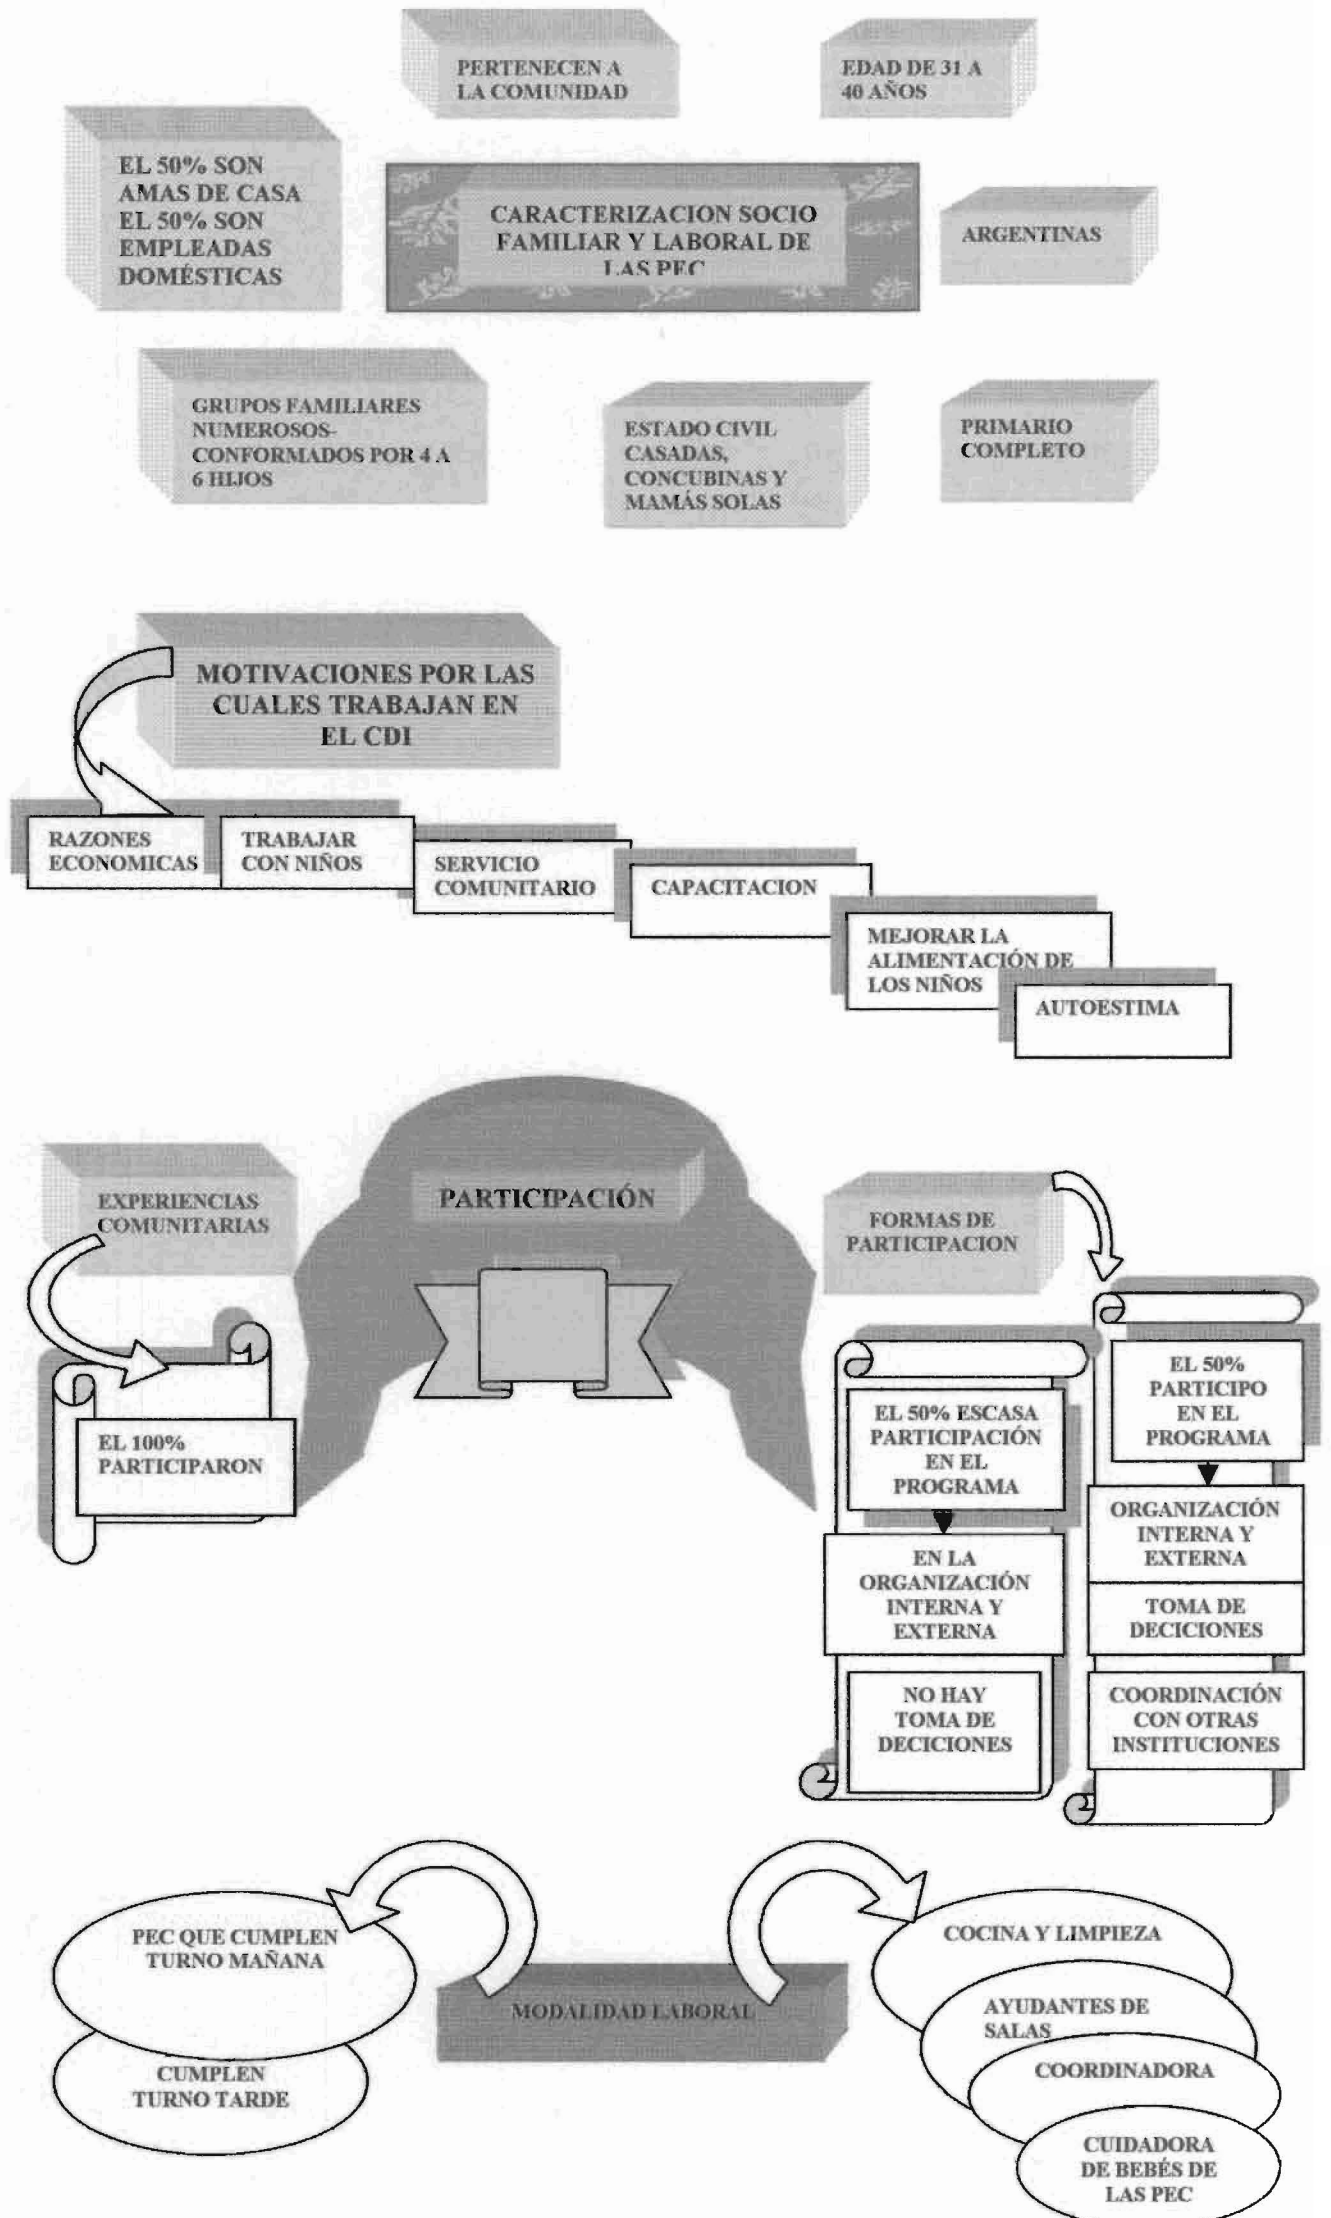 PERTENECEN A
LA COMUNIDAD
EDAD DE 31 A
40 AÑOS
EL 50% SON
AMAS DE CASA
EL 50% SON
EMPLEADAS
DOMÉSTICAS
CARACTERIZACION SOCIO
FAMILIAR Y LABORAL DE
LAS PEC
ARGENTINAS
GRUPOS FAMILIARES
NUMEROSOS-
CONFORMADOS POR 4 A
6 HIJOS
ESTADO CIVIL
CASADAS,
CONCUBINAS Y
MAMÁS SOLAS
PRIMARIO
COMPLETO
MOTIVACIONES POR LAS
CUALES TRABAJAN EN
EL CDI
RAZONES
ECONOMICAS
TRABAJAR
CON NIÑOS
SERVICIO
COMUNITARIO
CAPACITACION
MEJORAR LA
ALIMENTACIÓN DE
LOS NIÑOS
AUTOESTIMA
EXPERIENCIAS
COMUNITARIAS
PARTICIPACIÓN
FORMAS DE
PARTICIPACION
EL 100%
PARTICIPARON
EL 50% ESCASA
PARTICIPACIÓN
EN EL
PROGRAMA
EN LA
ORGANIZACIÓN
INTERNA Y
EXTERNA
NO HAY
TOMA DE
DECICIONES
EL 50%
PARTICIPO
EN EL
PROGRAMA
ORGANIZACIÓN
INTERNA Y
EXTERNA
TOMA DE
DECICIONES
COORDINACIÓN
CON OTRAS
INSTITUCIONES
PEC QUE CUMPLEN
TURNO MAÑANA
CUMPLEN
TURNO TARDE
MODALIDAD LABORAL
COCINA Y LIMPIEZA
AYUDANTES DE
SALAS
COORDINADORA
CUIDADORA
DE BEBÉS DE
LAS PEC